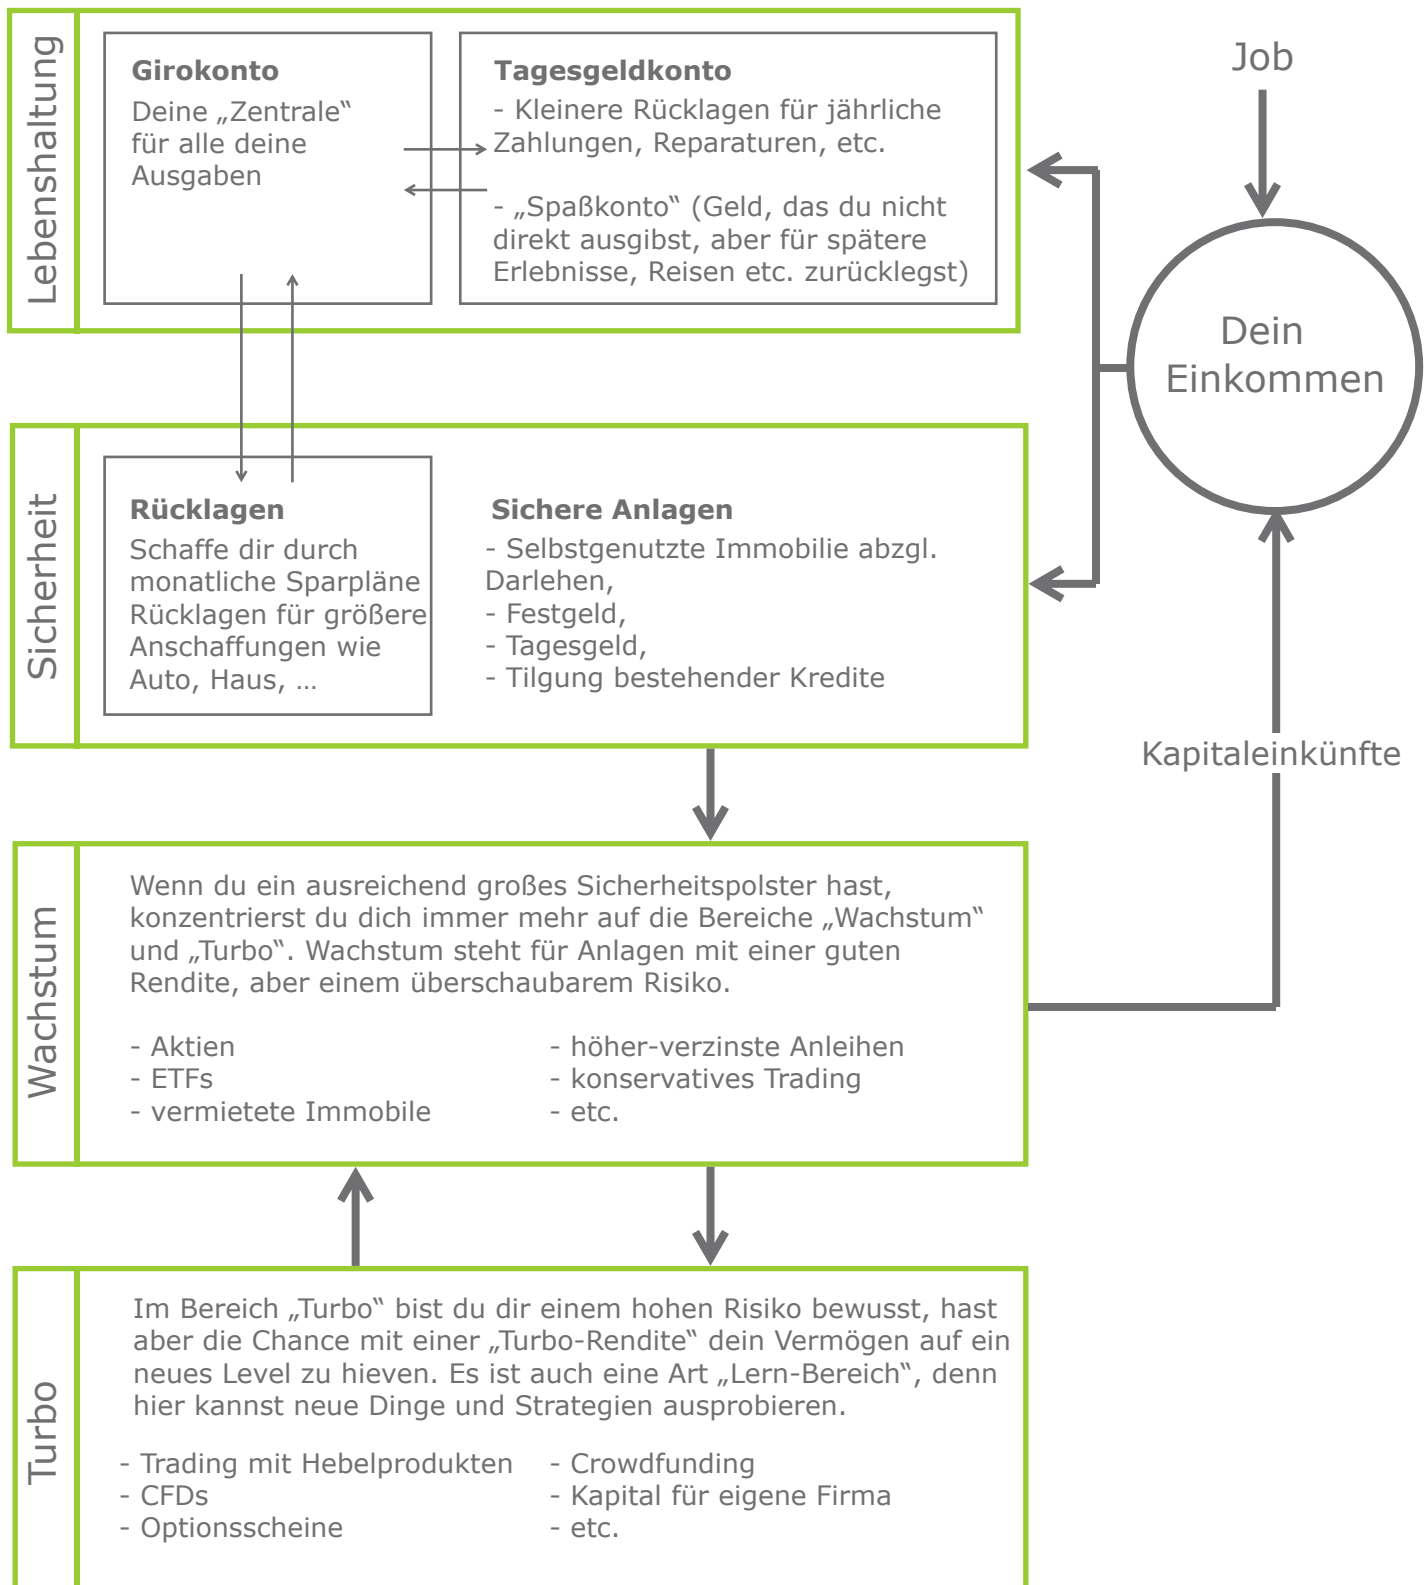 Lebenshaltung
Girokonto
Deine „Zentrale“
für alle deine
Ausgaben
Tagesgeldkonto
- Kleinere Rücklagen für jährliche
Zahlungen, Reparaturen, etc.
- „Spaßkonto“ (Geld, das du nicht
direkt ausgibst, aber für spätere
Erlebnisse, Reisen etc. zurücklegst)
Job
Dein
Einkommen
Sicherheit
Rücklagen
Schaffe dir durch
monatliche Sparpläne
Rücklagen für größere
Anschaffungen wie
Auto, Haus, …
Sichere Anlagen
- Selbstgenutzte Immobilie abzgl.
Darlehen,
- Festgeld,
- Tagesgeld,
- Tilgung bestehender Kredite
Kapitaleinkünfte
Wachstum
Wenn du ein ausreichend großes Sicherheitspolster hast,
konzentrierst du dich immer mehr auf die Bereiche „Wachstum“
und „Turbo“. Wachstum steht für Anlagen mit einer guten
Rendite, aber einem überschaubarem Risiko.
- Aktien
- ETFs
- vermietete Immobile
- höher-verzinste Anleihen
- konservatives Trading
- etc.
Turbo
Im Bereich „Turbo“ bist du dir einem hohen Risiko bewusst, hast
aber die Chance mit einer „Turbo-Rendite“ dein Vermögen auf ein
neues Level zu hieven. Es ist auch eine Art „Lern-Bereich“, denn
hier kannst neue Dinge und Strategien ausprobieren.
- Trading mit Hebelprodukten
- CFDs
- Optionsscheine
- Crowdfunding
- Kapital für eigene Firma
- etc.